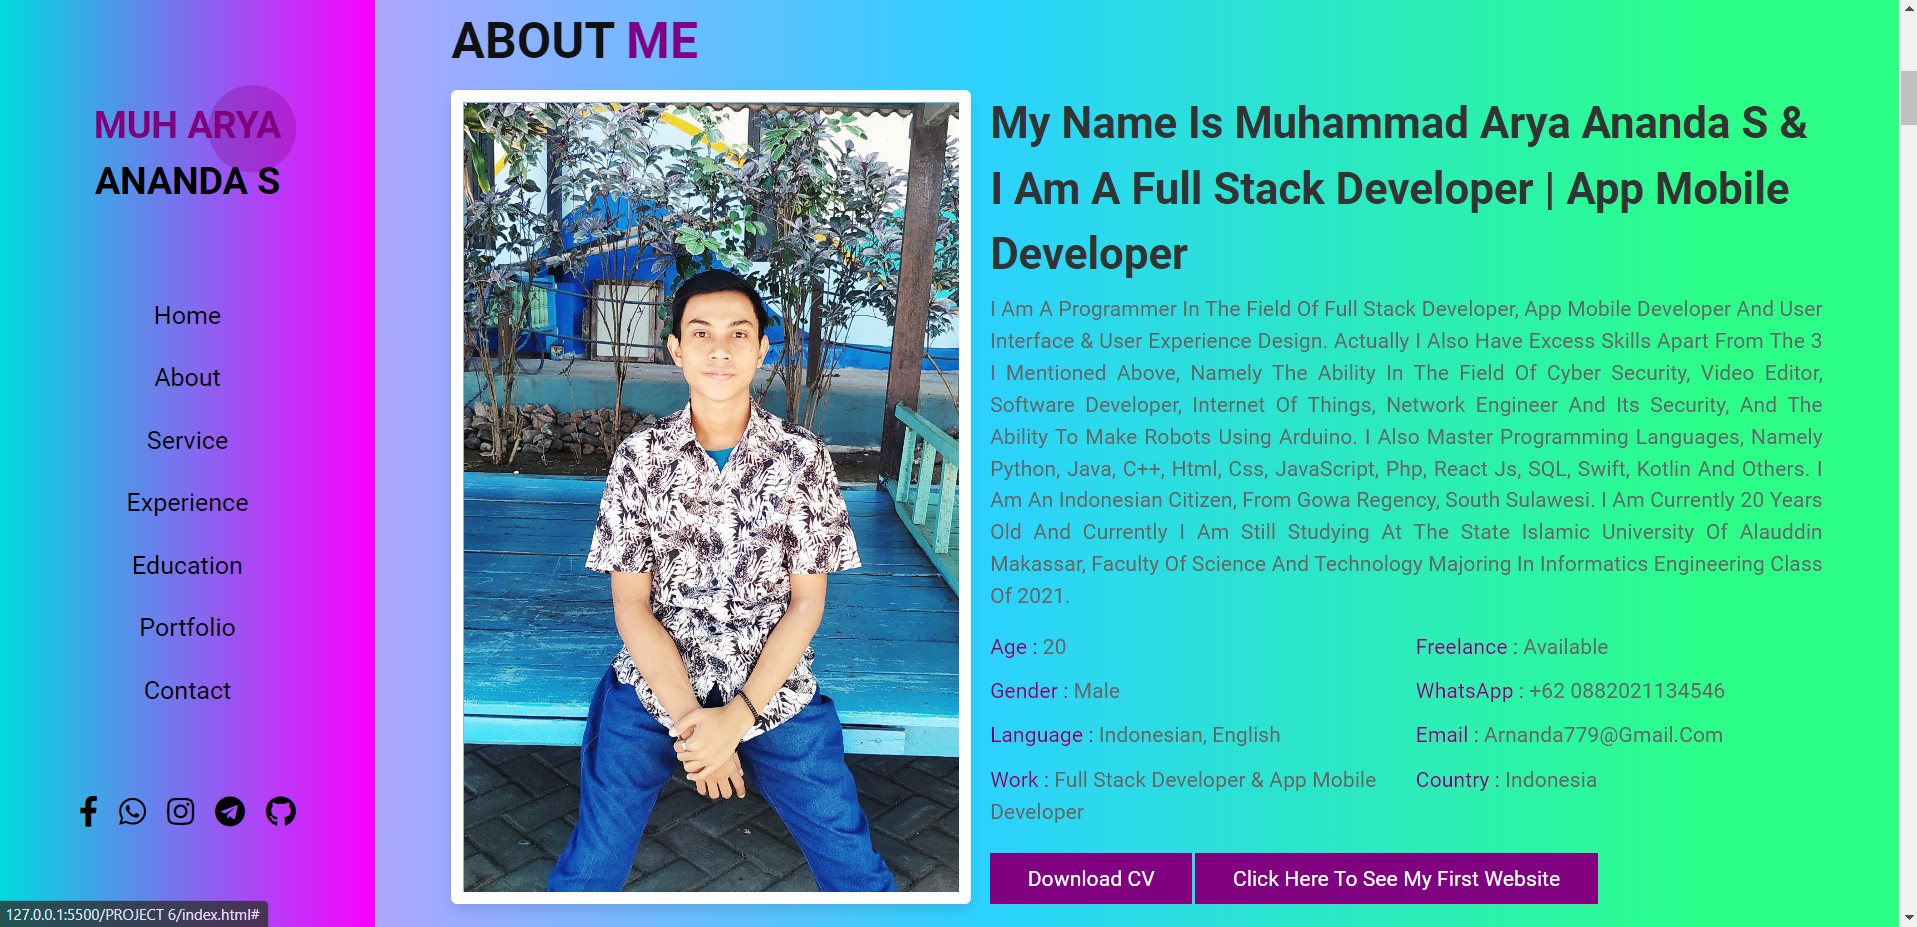 MUH ARYA
ANANDA S
Home
About
Service
Experience
Education
Portfolio
Contact
127.0.0.1:5500/PROJECT 6/index.html#
ABOUT ME
My Name Is Muhammad Arya Ananda S &
I Am A Full Stack Developer | App Mobile
Developer
I Am A Programmer In The Field Of Full Stack Developer, App Mobile Developer And User
Interface & User Experience Design. Actually I Also Have Excess Skills Apart From The 3
I Mentioned Above, Namely The Ability In The Field Of Cyber Security, Video Editor,
Software Developer, Internet Of Things, Network Engineer And Its Security, And The
Ability To Make Robots Using Arduino. I Also Master Programming Languages, Namely
Python, Java, C++, Html, Css, JavaScript, Php, React Js, SQL, Swift, Kotlin And Others. I
Am An Indonesian Citizen, From Gowa Regency, South Sulawesi. I Am Currently 20 Years
Old And Currently I Am Still Studying At The State Islamic University Of Alauddin
Makassar, Faculty Of Science And Technology Majoring In Informatics Engineering Class
Of 2021.
Age : 20
Freelance : Available
Gender : Male
WhatsApp : +62 0882021134546
Language : Indonesian, English
Email : Arnanda779@Gmail.Com
Work : Full Stack Developer & App Mobile
Developer
Country : Indonesia
Download CV
Click Here To See My First Website